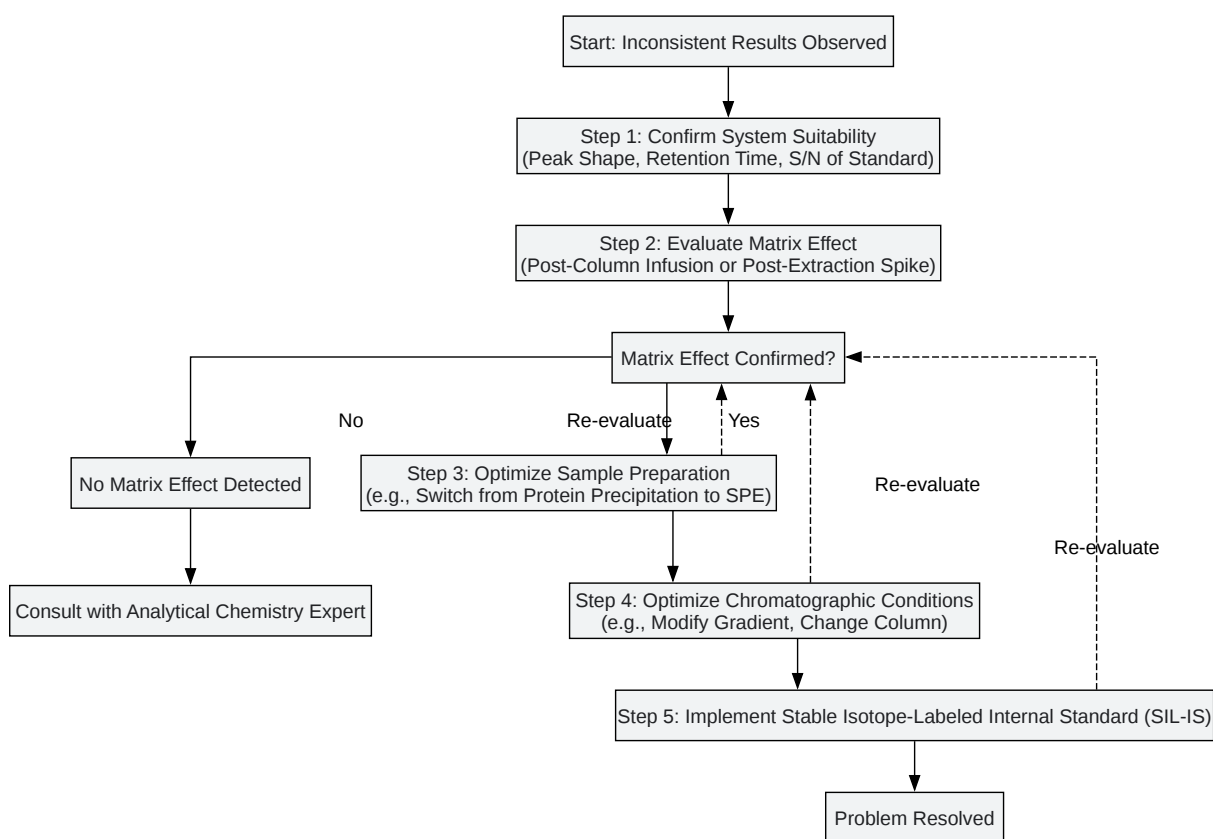 Start: Inconsistent Results Observed
Step 1: Confirm System Suitability
(Peak Shape, Retention Time, S/N of Standard)
Step 2: Evaluate Matrix Effect
(Post-Column Infusion or Post-Extraction Spike)
Matrix Effect Confirmed?
No
Re-evaluate
Yes
No Matrix Effect Detected
Step 3: Optimize Sample Preparation
(e.g., Switch from Protein Precipitation to SPE)
Re-evaluate
Re-evaluate
Consult with Analytical Chemistry Expert
Step 4: Optimize Chromatographic Conditions
(e.g., Modify Gradient, Change Column)
Step 5: Implement Stable Isotope-Labeled Internal Standard (SIL-IS)
Problem Resolved